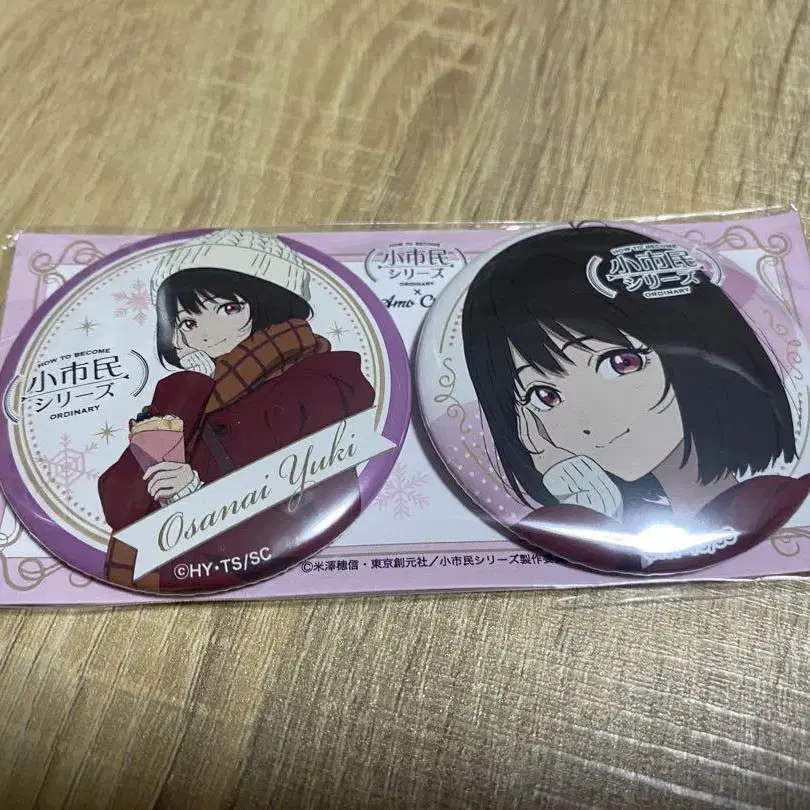 HOW TO BECOME
小市民
シリーズ
ORDINARY
Osanai Yuki
©HY・TS/SC
HOW TO BECOME
小市民
シリーズ
ORDINARY
×
Amo
©米澤穂信・東京創元社/小市民シリーズ製作委
HOW TO BECOME
小市民
シリーズ
ORDINARY